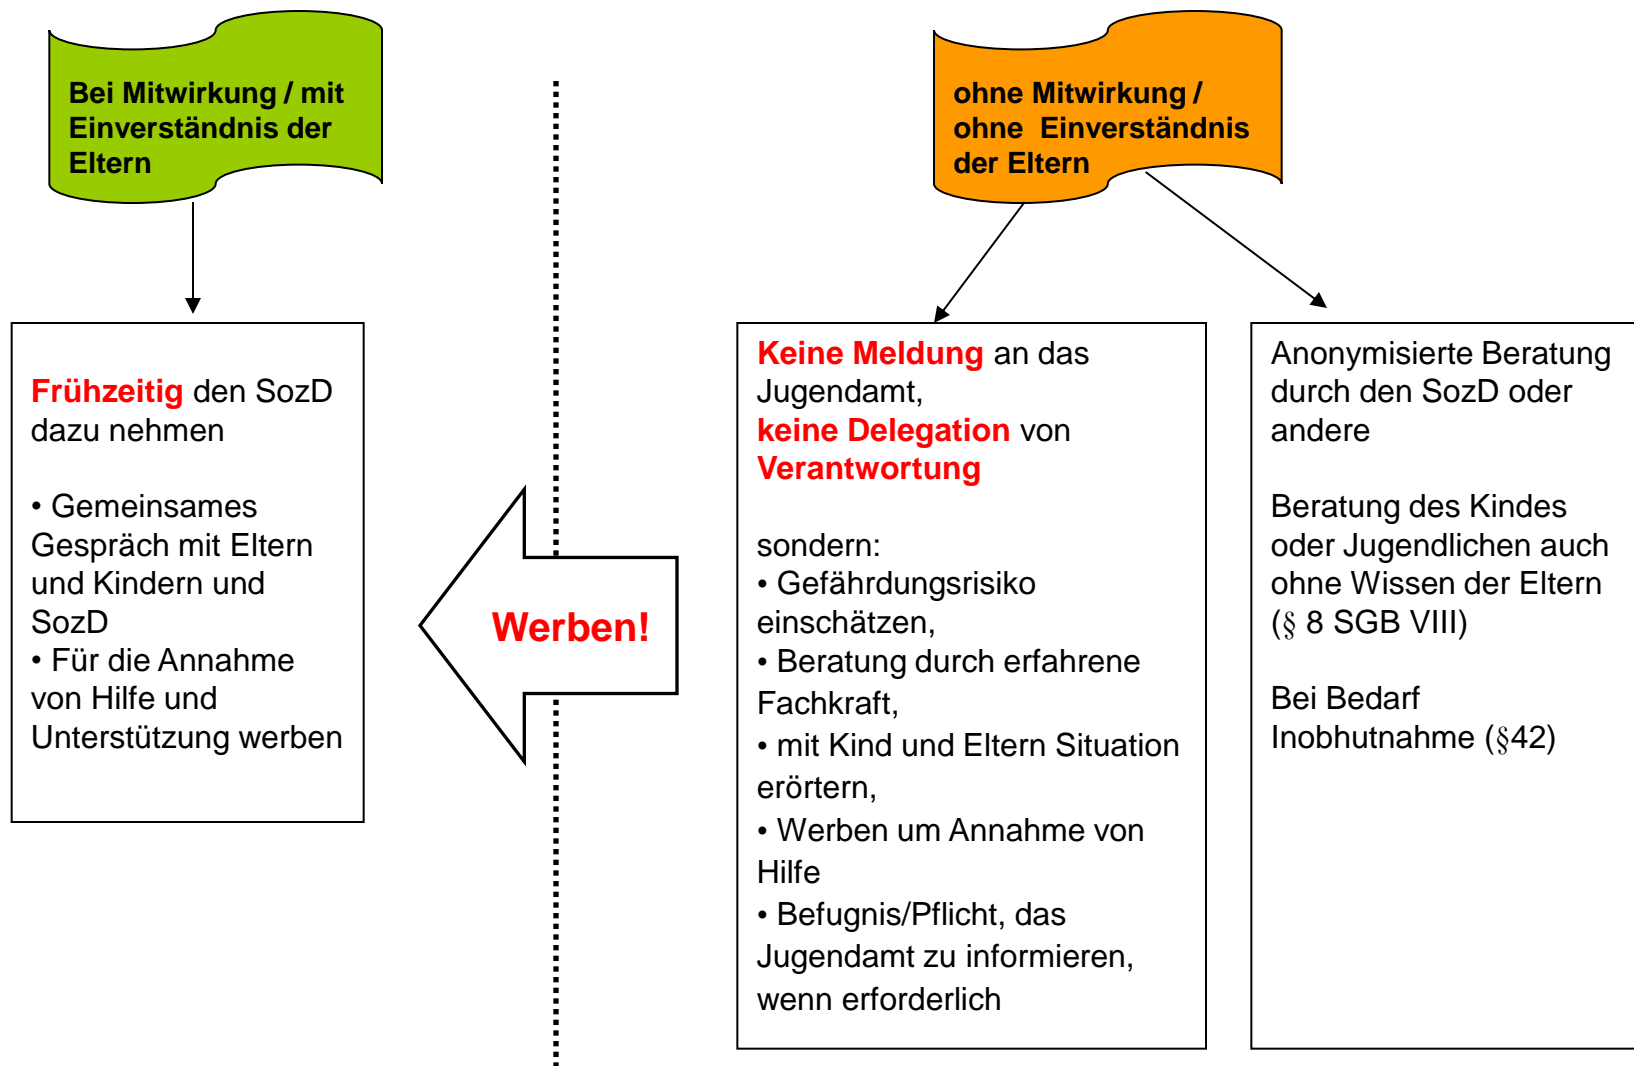 Bei Mitwirkung / mit
Einverständnis der
Eltern
ohne Mitwirkung /
ohne Einverständnis
der Eltern
Frühzeitig den SozD
dazu nehmen
• Gemeinsames
Gespräch mit Eltern
und Kindern und
SozD
• Für die Annahme
von Hilfe und
Unterstützung werben
Werben!
Keine Meldung an das
Jugendamt,
keine Delegation von
Verantwortung
sondern:
• Gefährdungsrisiko
einschätzen,
• Beratung durch erfahrene
Fachkraft,
• mit Kind und Eltern Situation
erörtern,
• Werben um Annahme von
Hilfe
• Befugnis/Pflicht, das
Jugendamt zu informieren,
wenn erforderlich
Anonymisierte Beratung
durch den SozD oder
andere
Beratung des Kindes
oder Jugendlichen auch
ohne Wissen der Eltern
(§ 8 SGB VIII)
Bei Bedarf
Inobhutnahme (§42)